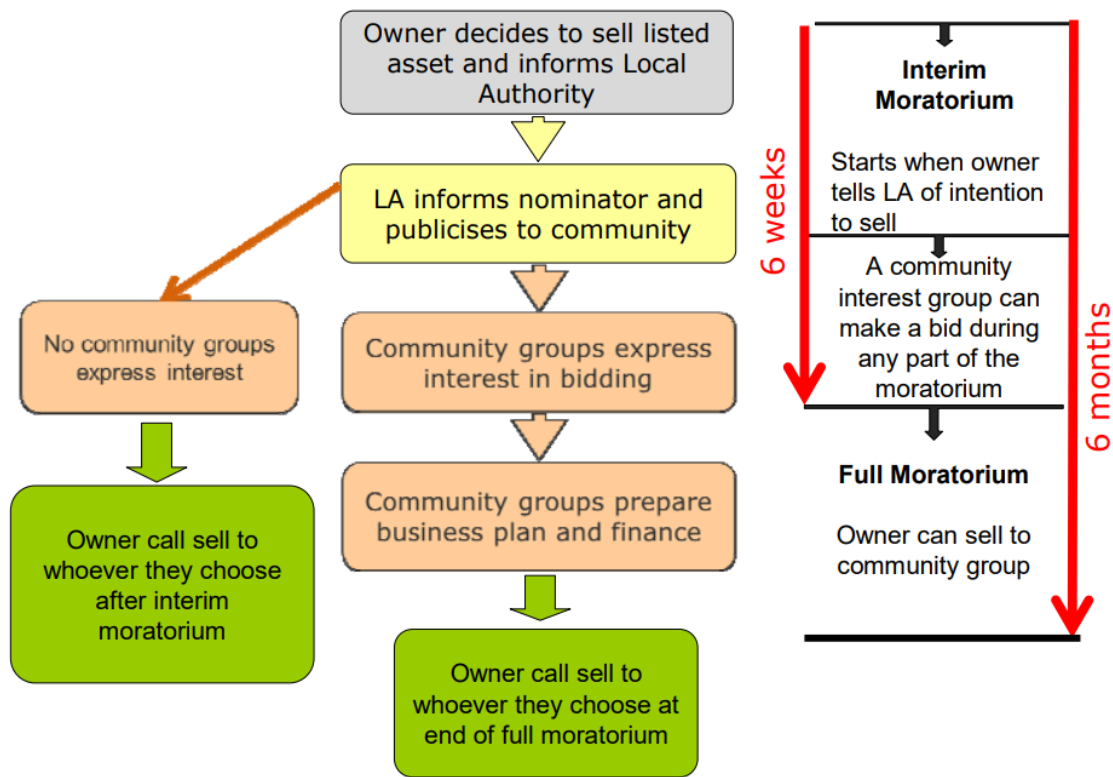 Owner decides to sell listed
asset and informs Local
Authority
LA informs nominator and
publicises to community
No community groups
express interest
Community groups express
interest in bidding
Community groups prepare
business plan and finance
Owner call sell to
whoever they choose
after interim
moratorium
Owner call sell to
whoever they choose at
end of full moratorium
6 weeks
Interim
Moratorium
Starts when owner
tells LA of intention
to sell
A community
interest group can
make a bid during
any part of the
moratorium
Full Moratorium
Owner can sell to
community group
6 months